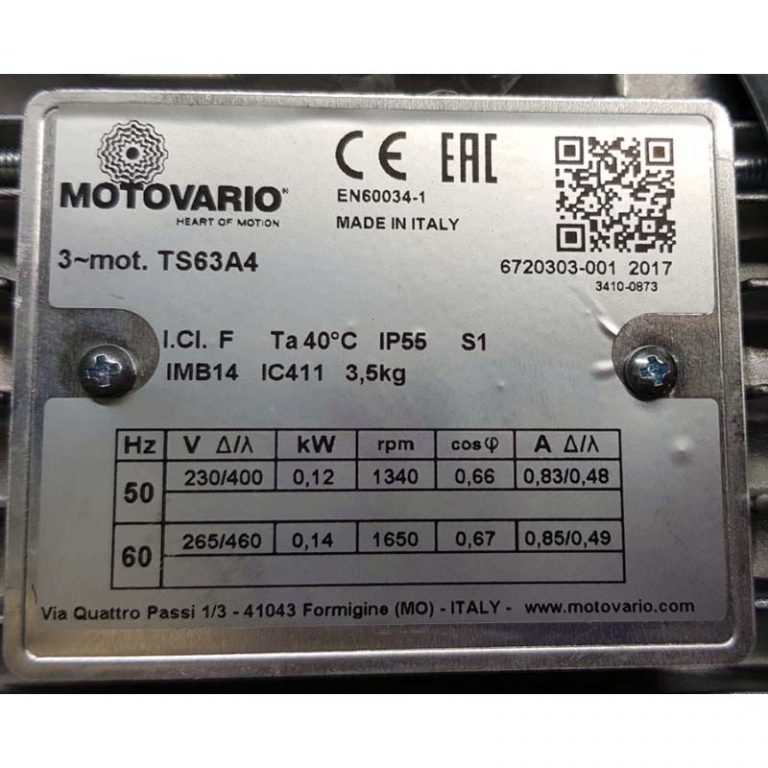 MOTOVARIO®
HEART OF MOTION
CE EAC
EN60034-1
MADE IN ITALY
3~mot. TS63A4
6720303-001 2017
3410-0873
I.Cl. F Ta 40°C IP55 S1
IMB14 IC411 3,5kg
Hz V Δ/λ kW rpm cosφ A Δ/λ
50 230/400 0,12 1340 0,66 0,83/0,48
60 265/460 0,14 1650 0,67 0,85/0,49
Via Quattro Passi 1/3 - 41043 Formigine (MO) - ITALY - www.motovario.com